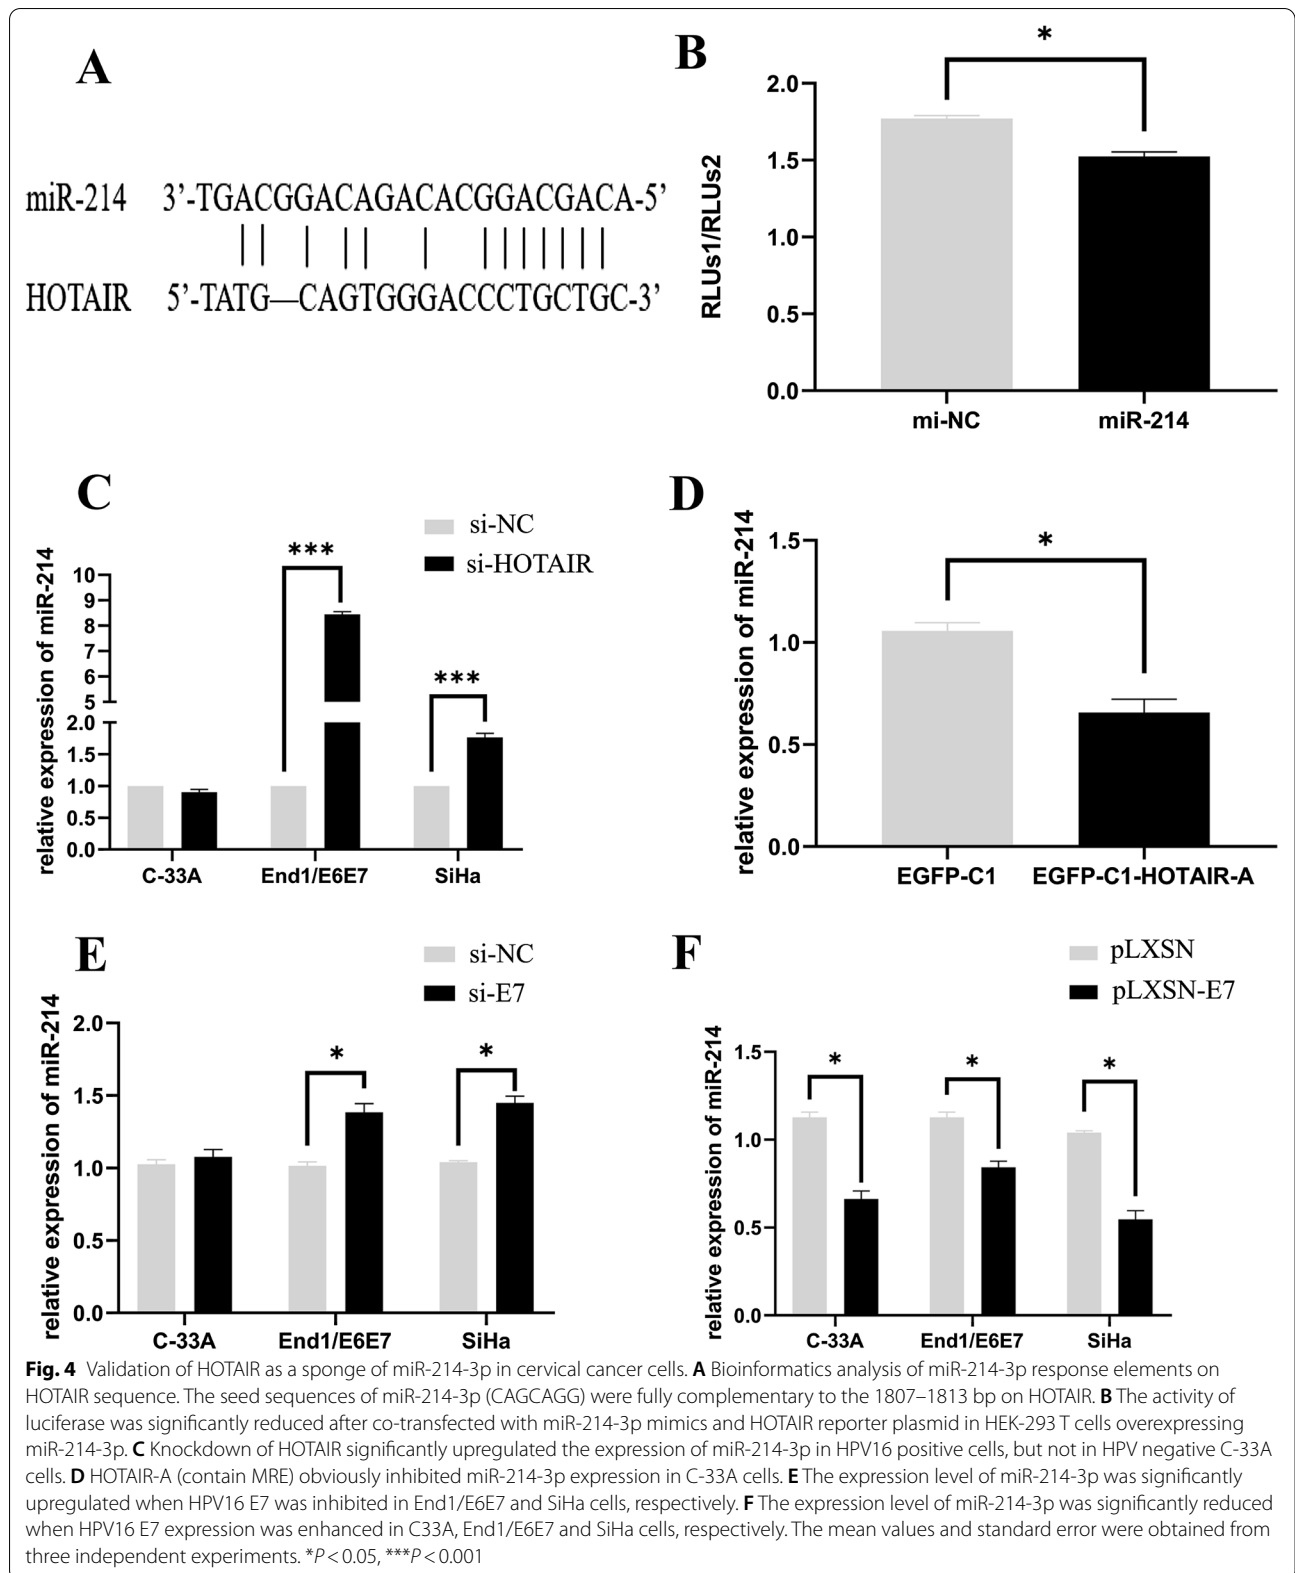 A
miR-214 3’-TGACGGACAGACACGGACGACA-5’
HOTAIR 5’-TATG—CAGTGGGACCCTGCTGC-3’
B
*
RLUs1/RLUs2
2.0
1.5
1.0
0.5
0.0
mi-NC miR-214
C
si-NC
si-HOTAIR
relative expression of miR-214
10
9
8
7
6
5
2.0
1.5
1.0
0.5
0.0
***
***
C-33A End1/E6E7 SiHa
D
*
relative expression of miR-214
1.5
1.0
0.5
0.0
EGFP-C1 EGFP-C1-HOTAIR-A
E
si-NC
si-E7
relative expression of miR-214
2.0
1.5
1.0
0.5
0.0
* *
C-33A End1/E6E7 SiHa
F
pLXSN
pLXSN-E7
relative expression of miR-214
1.5
1.0
0.5
0.0
* * *
C-33A End1/E6E7 SiHa
Fig. 4 Validation of HOTAIR as a sponge of miR-214-3p in cervical cancer cells. A Bioinformatics analysis of miR-214-3p response elements on
HOTAIR sequence. The seed sequences of miR-214-3p (CAGCAGG) were fully complementary to the 1807–1813 bp on HOTAIR. B The activity of
luciferase was significantly reduced after co-transfected with miR-214-3p mimics and HOTAIR reporter plasmid in HEK-293 T cells overexpressing
miR-214-3p. C Knockdown of HOTAIR significantly upregulated the expression of miR-214-3p in HPV16 positive cells, but not in HPV negative C-33A
cells. D HOTAIR-A (contain MRE) obviously inhibited miR-214-3p expression in C-33A cells. E The expression level of miR-214-3p was significantly
upregulated when HPV16 E7 was inhibited in End1/E6E7 and SiHa cells, respectively. F The expression level of miR-214-3p was significantly reduced
when HPV16 E7 expression was enhanced in C33A, End1/E6E7 and SiHa cells, respectively. The mean values and standard error were obtained from
three independent experiments. *P < 0.05, ***P < 0.001